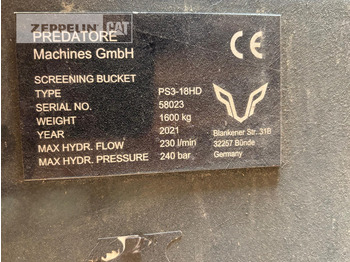 ZEPPELIN CAT
PREDATORE
Machines GmbH
CE
SCREENING BUCKET
TYPE PS3-18HD
SERIAL NO. 58023
WEIGHT 1600 kg
YEAR 2021
MAX HYDR. FLOW 230 l/min
MAX HYDR. PRESSURE 240 bar
Blankener Str. 31B
32257 Bünde
Germany